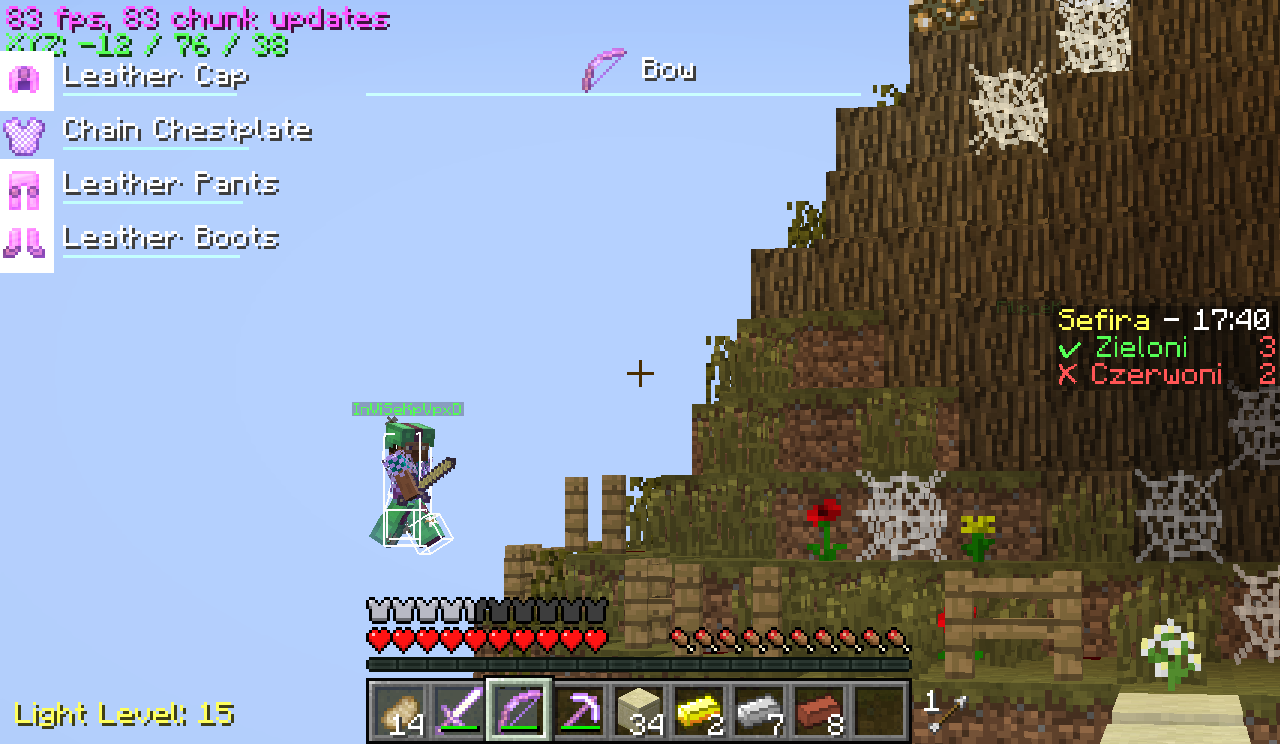 83 fps, 83 chunk updates
XYZ: -12 / 76 / 38
Leather Cap
Bow
Chain Chestplate
Leather Pants
Leather Boots
Sefira - 17:40
✓ Zieloni 3
✗ Czerwoni 2
1
14
34
2
7
8
Light Level: 15